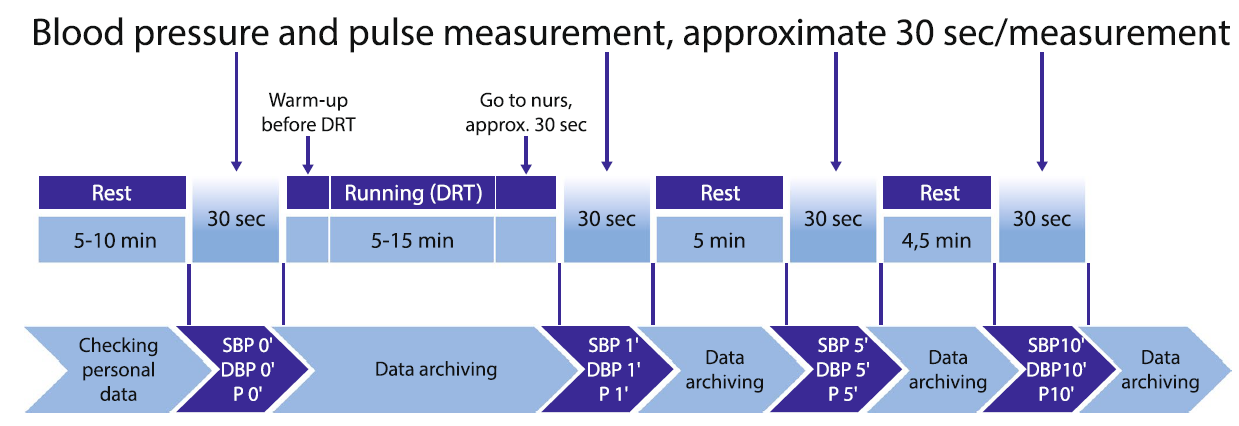 Blood pressure and pulse measurement, approximate 30 sec/measurement
Warm-up
before DRT
Go to nurs,
approx. 30 sec
Rest
30 sec
Running (DRT)
30 sec
Rest
30 sec
Rest
30 sec
5-10 min
5-15 min
5 min
4,5 min
Checking
personal
data
SBP 0'
DBP 0'
P 0'
Data archiving
SBP 1'
DBP 1'
P 1'
Data
archiving
SBP 5'
DBP 5'
P 5'
Data
archiving
SBP10'
DBP10'
P10'
Data
archiving